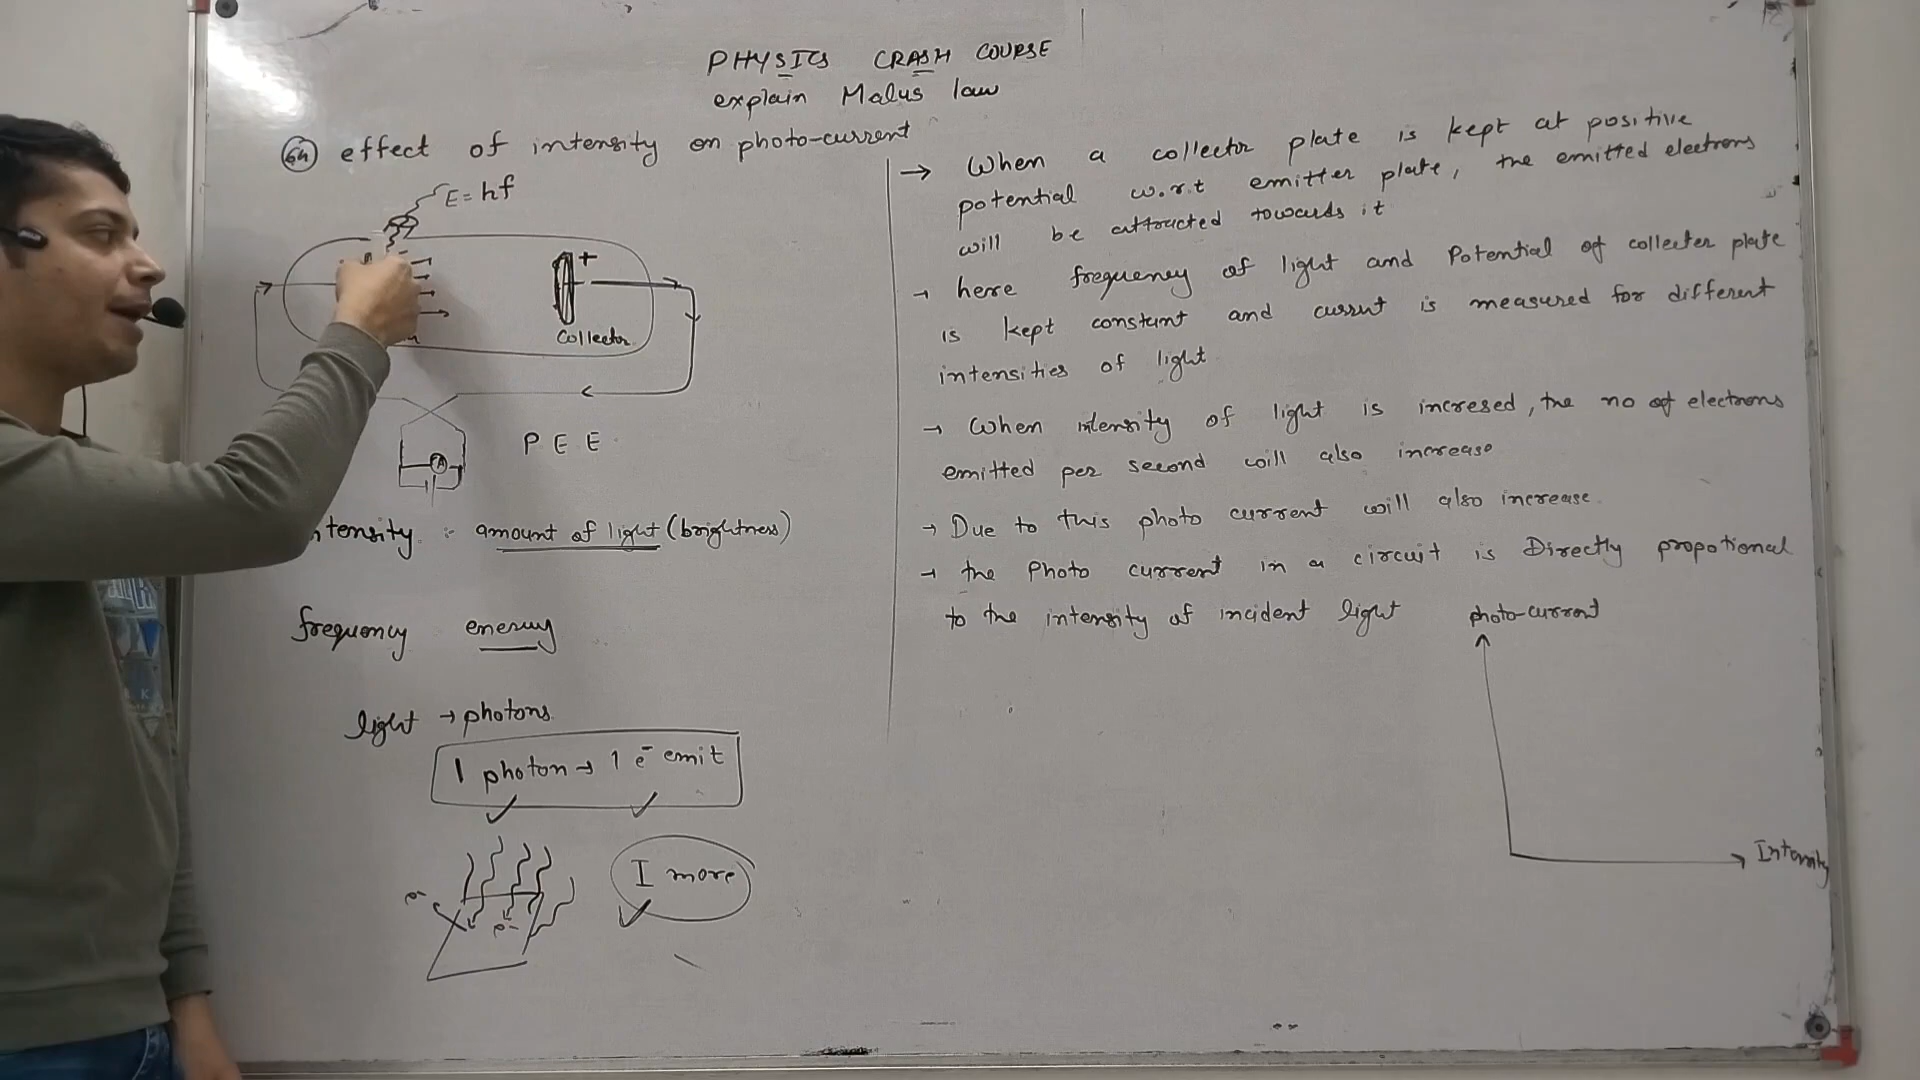 PHYSICS CRASH COURSE
explain Malus law
64 effect of intensity on photo-current
E = hf
+
Collector
A
P E E
ntensity :- amount of light (brightness)
frequency energy
light → photons
1 photon → 1 e⁻ emit
I more
e⁻
e⁻
→ When a collector plate is kept at positive
potential w.r.t emitter plate, the emitted electrons
will be attracted towards it
→ here frequency of light and Potential of collector plate
is kept constant and current is measured for different
intensities of light
→ When intensity of light is incresed, the no of electrons
emitted per second will also increase
→ Due to this photo current will also increase
→ the Photo current in a circuit is Directly propotional
to the intensity of incident light
photo-current
Intensity